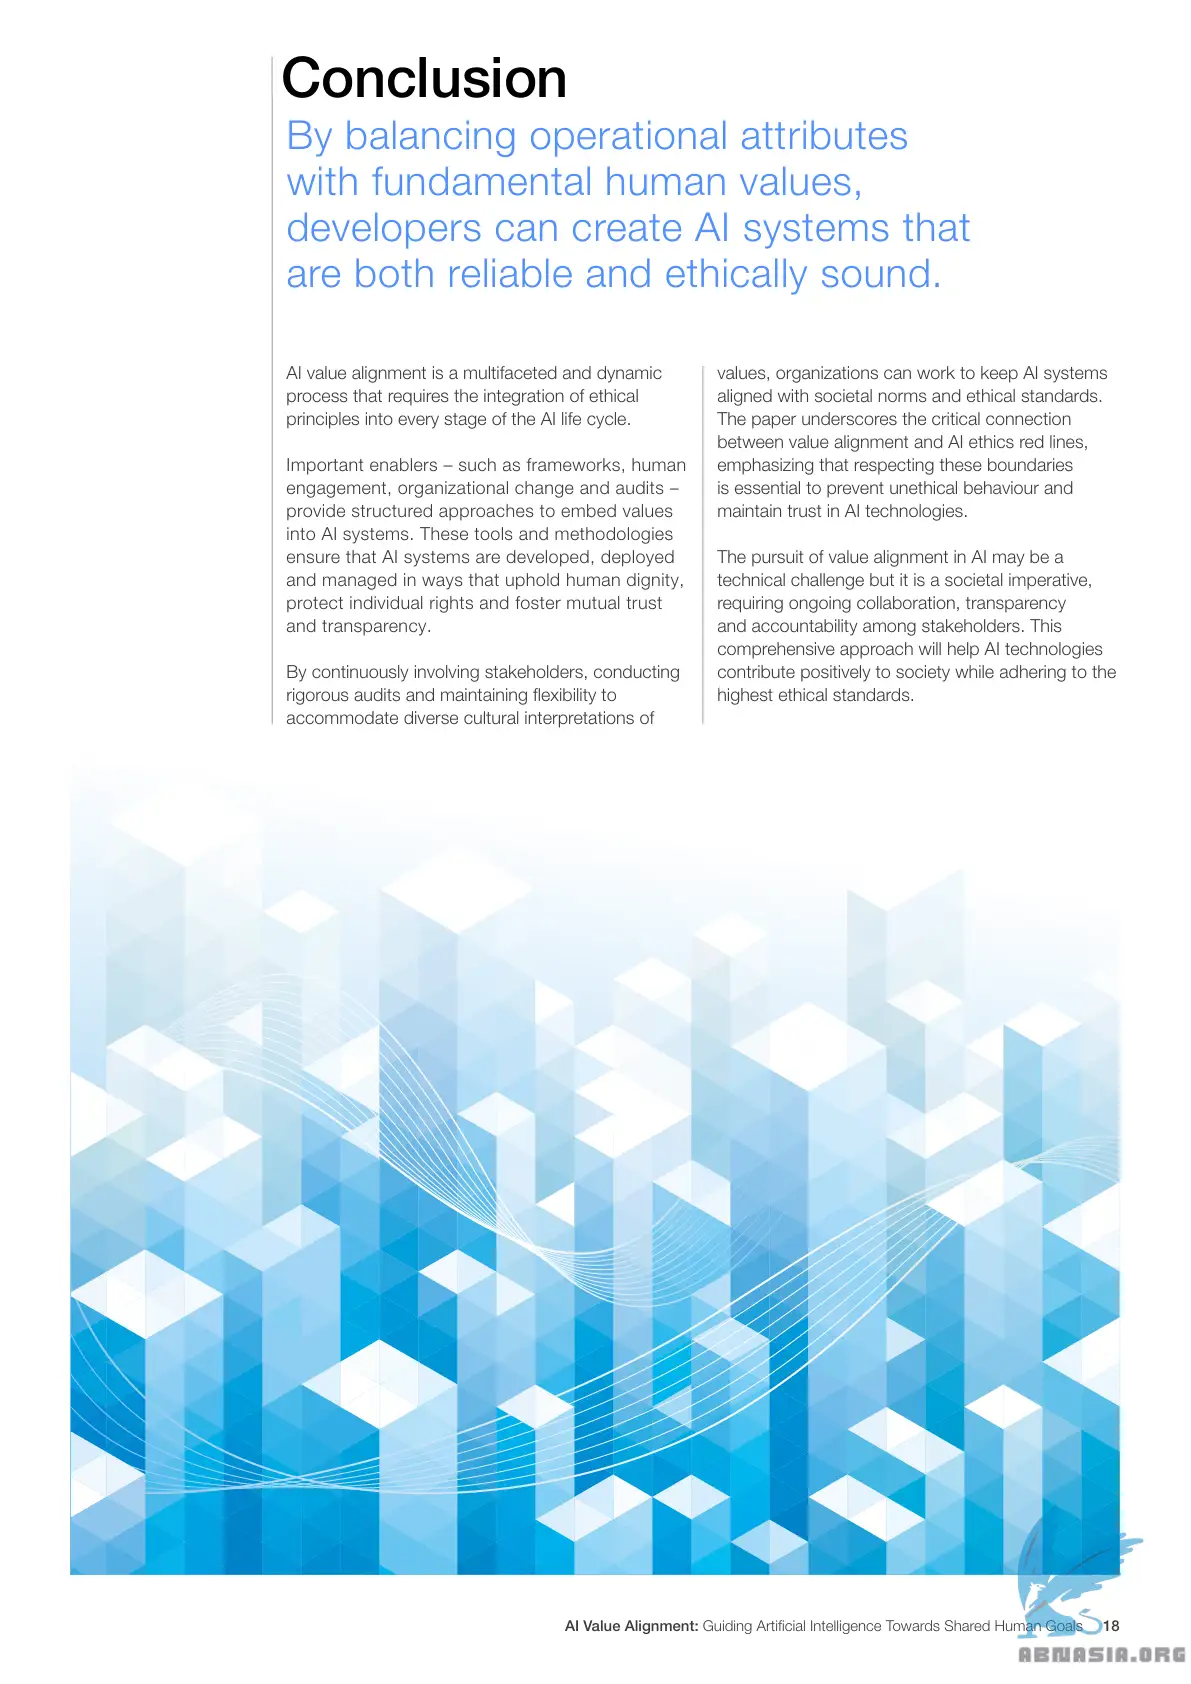 Conclusion
By balancing operational attributes
with fundamental human values,
developers can create AI systems that
are both reliable and ethically sound.
AI value alignment is a multifaceted and dynamic
process that requires the integration of ethical
principles into every stage of the AI life cycle.
Important enablers – such as frameworks, human
engagement, organizational change and audits –
provide structured approaches to embed values
into AI systems. These tools and methodologies
ensure that AI systems are developed, deployed
and managed in ways that uphold human dignity,
protect individual rights and foster mutual trust
and transparency.
By continuously involving stakeholders, conducting
rigorous audits and maintaining flexibility to
accommodate diverse cultural interpretations of
values, organizations can work to keep AI systems
aligned with societal norms and ethical standards.
The paper underscores the critical connection
between value alignment and AI ethics red lines,
emphasizing that respecting these boundaries
is essential to prevent unethical behaviour and
maintain trust in AI technologies.
The pursuit of value alignment in AI may be a
technical challenge but it is a societal imperative,
requiring ongoing collaboration, transparency
and accountability among stakeholders. This
comprehensive approach will help AI technologies
contribute positively to society while adhering to the
highest ethical standards.
AI Value Alignment: Guiding Artificial Intelligence Towards Shared Human Goals 18
ABNASIA.ORG